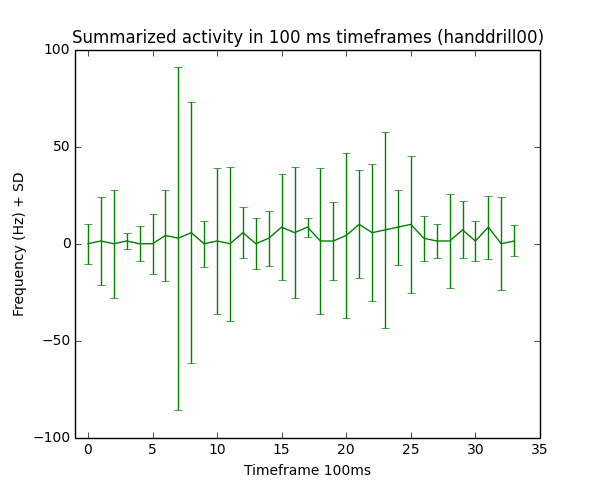 Summarized activity in 100 ms timeframes (handdrill00)
100
50
0
−50
−100
Frequency (Hz) + SD
0 5 10 15 20 25 30 35
Timeframe 100ms